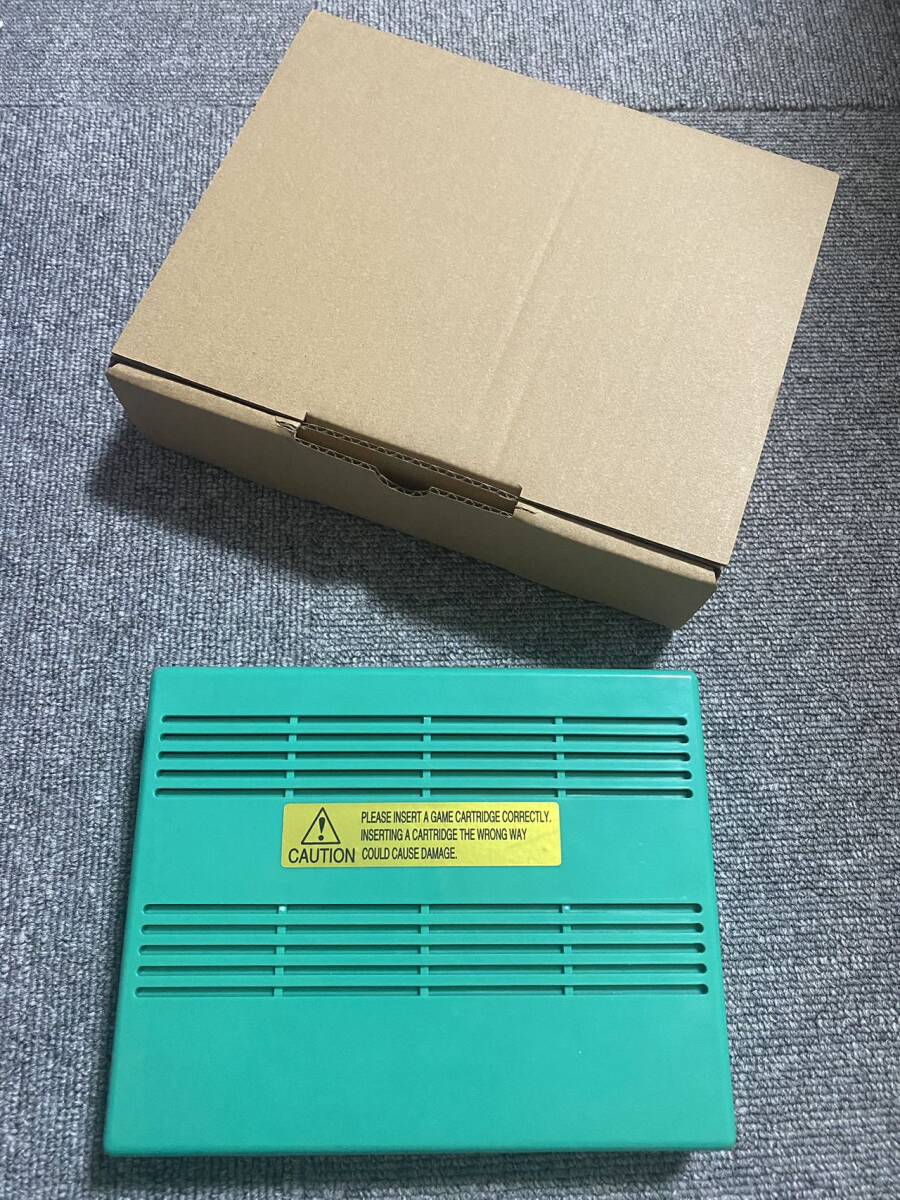 PLEASE INSERT A GAME CARTRIDGE CORRECTLY.
INSERTING A CARTRIDGE THE WRONG WAY
CAUTION COULD CAUSE DAMAGE.